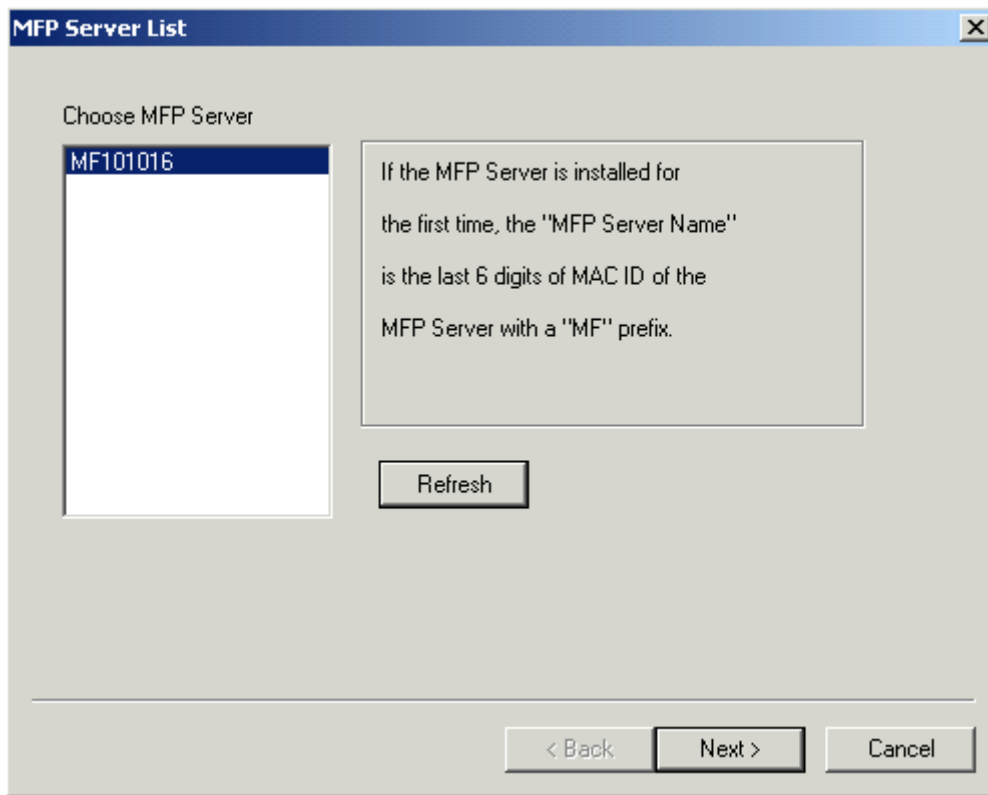 MFP Server List
Choose MFP Server
MF101016
If the MFP Server is installed for
the first time, the "MFP Server Name"
is the last 6 digits of MAC ID of the
MFP Server with a "MF" prefix.
Refresh
< Back
Next >
Cancel